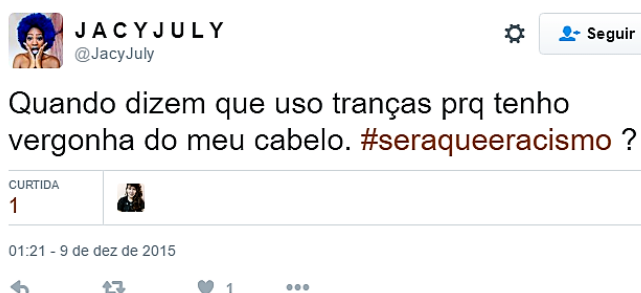 JACYJULY
@JacyJuly
Seguir
Quando dizem que uso tranças prq tenho
vergonha do meu cabelo. #seraqueeracismo ?
CURTIDA
1
01:21 - 9 de dez de 2015
1